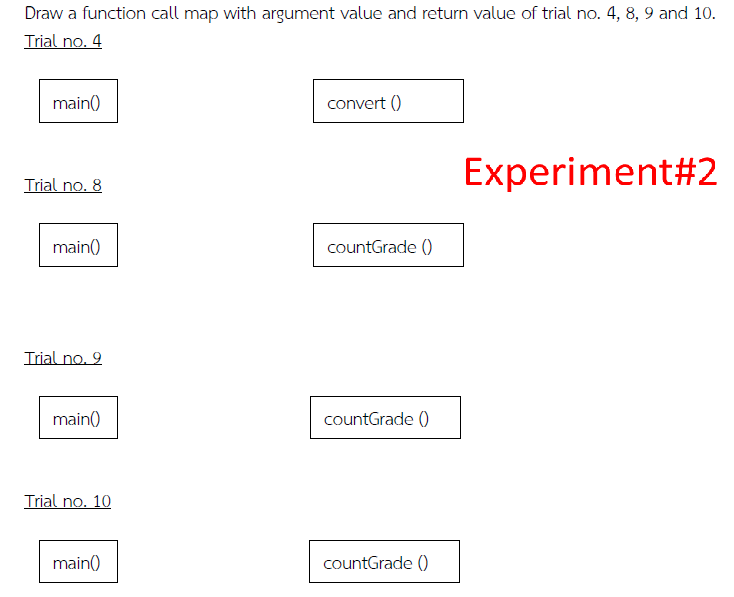 Draw a function call map with argument value and return value of trial no. 4, 8, 9 and 10.
Trial no. 4
main()
convert ()
Experiment#2
Trial no. 8
main()
countGrade ()
Trial no. 9
main()
countGrade ()
Trial no. 10
main()
countGrade ()